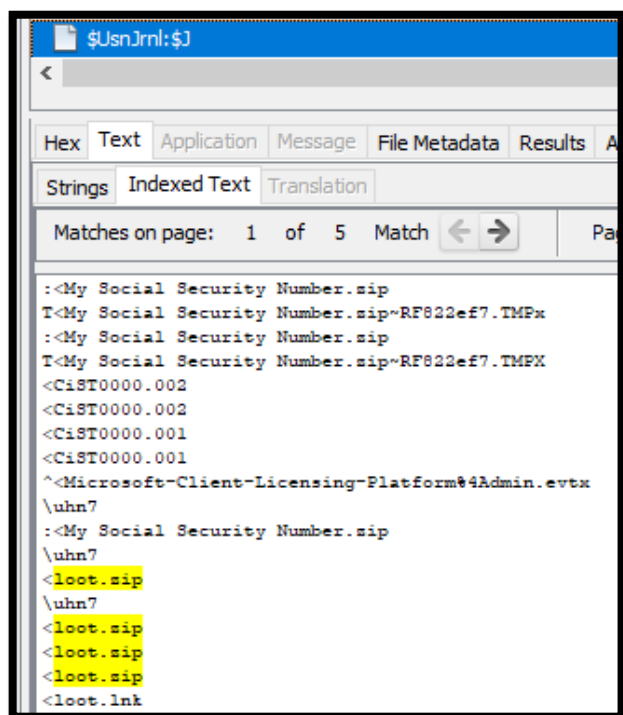 $UsnJrnl:$J
<
Hex Text Application Message File Metadata Results A
Strings Indexed Text Translation
Matches on page: 1 of 5 Match Pa
:<My Social Security Number.zip
T<My Social Security Number.zip~RF822ef7.TMPx
:<My Social Security Number.zip
T<My Social Security Number.zip~RF822ef7.TMPX
<CiST0000.002
<CiST0000.002
<CiST0000.001
<CiST0000.001
^<Microsoft-Client-Licensing-Platform%4Admin.evtx
\uhn7
:<My Social Security Number.zip
\uhn7
<loot.zip
\uhn7
<loot.zip
<loot.zip
<loot.zip
<loot.lnk